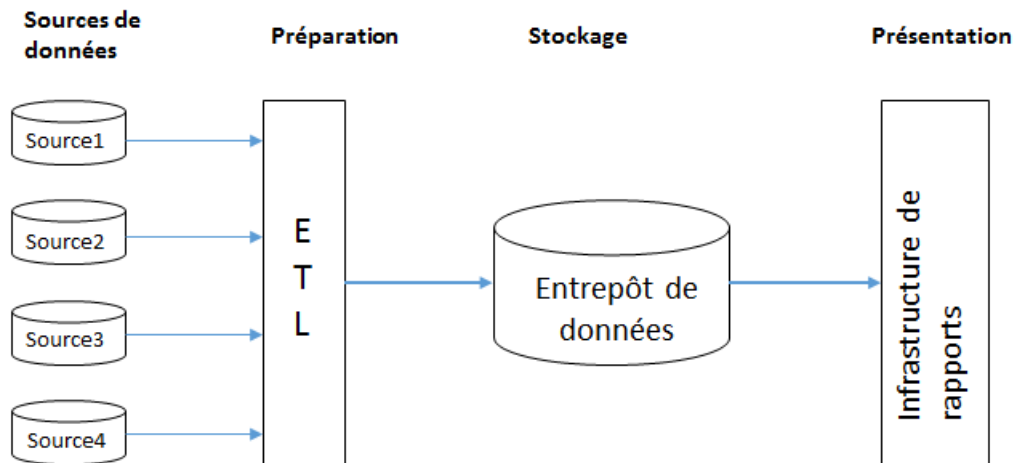 Sources de
données
Préparation
Stockage
Présentation
Source1
Source2
Source3
Source4
E
T
L
Entrepôt de
données
Infrastructure de
rapports